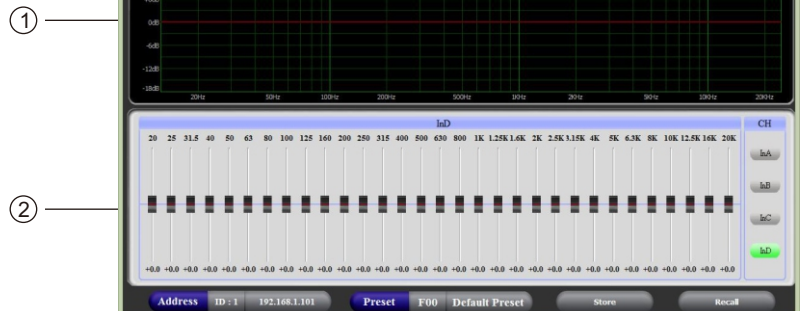 1
+6dB
0dB
-6dB
-12dB
-18dB
20Hz 50Hz 100Hz 200Hz 500Hz 1KHz 2KHz 5KHz 10KHz 20KHz
InD CH
20 25 31.5 40 50 63 80 100 125 160 200 250 315 400 500 630 800 1K 1.25K 1.6K 2K 2.5K 3.15K 4K 5K 6.3K 8K 10K 12.5K 16K 20K
InA
InB
2
InC
InD
+0.0 +0.0 +0.0 +0.0 +0.0 +0.0 +0.0 +0.0 +0.0 +0.0 +0.0 +0.0 +0.0 +0.0 +0.0 +0.0 +0.0 +0.0 +0.0 +0.0 +0.0 +0.0 +0.0 +0.0 +0.0 +0.0 +0.0 +0.0 +0.0 +0.0 +0.0
Address ID : 1 192.168.1.101 Preset F00 Default Preset Store Recall